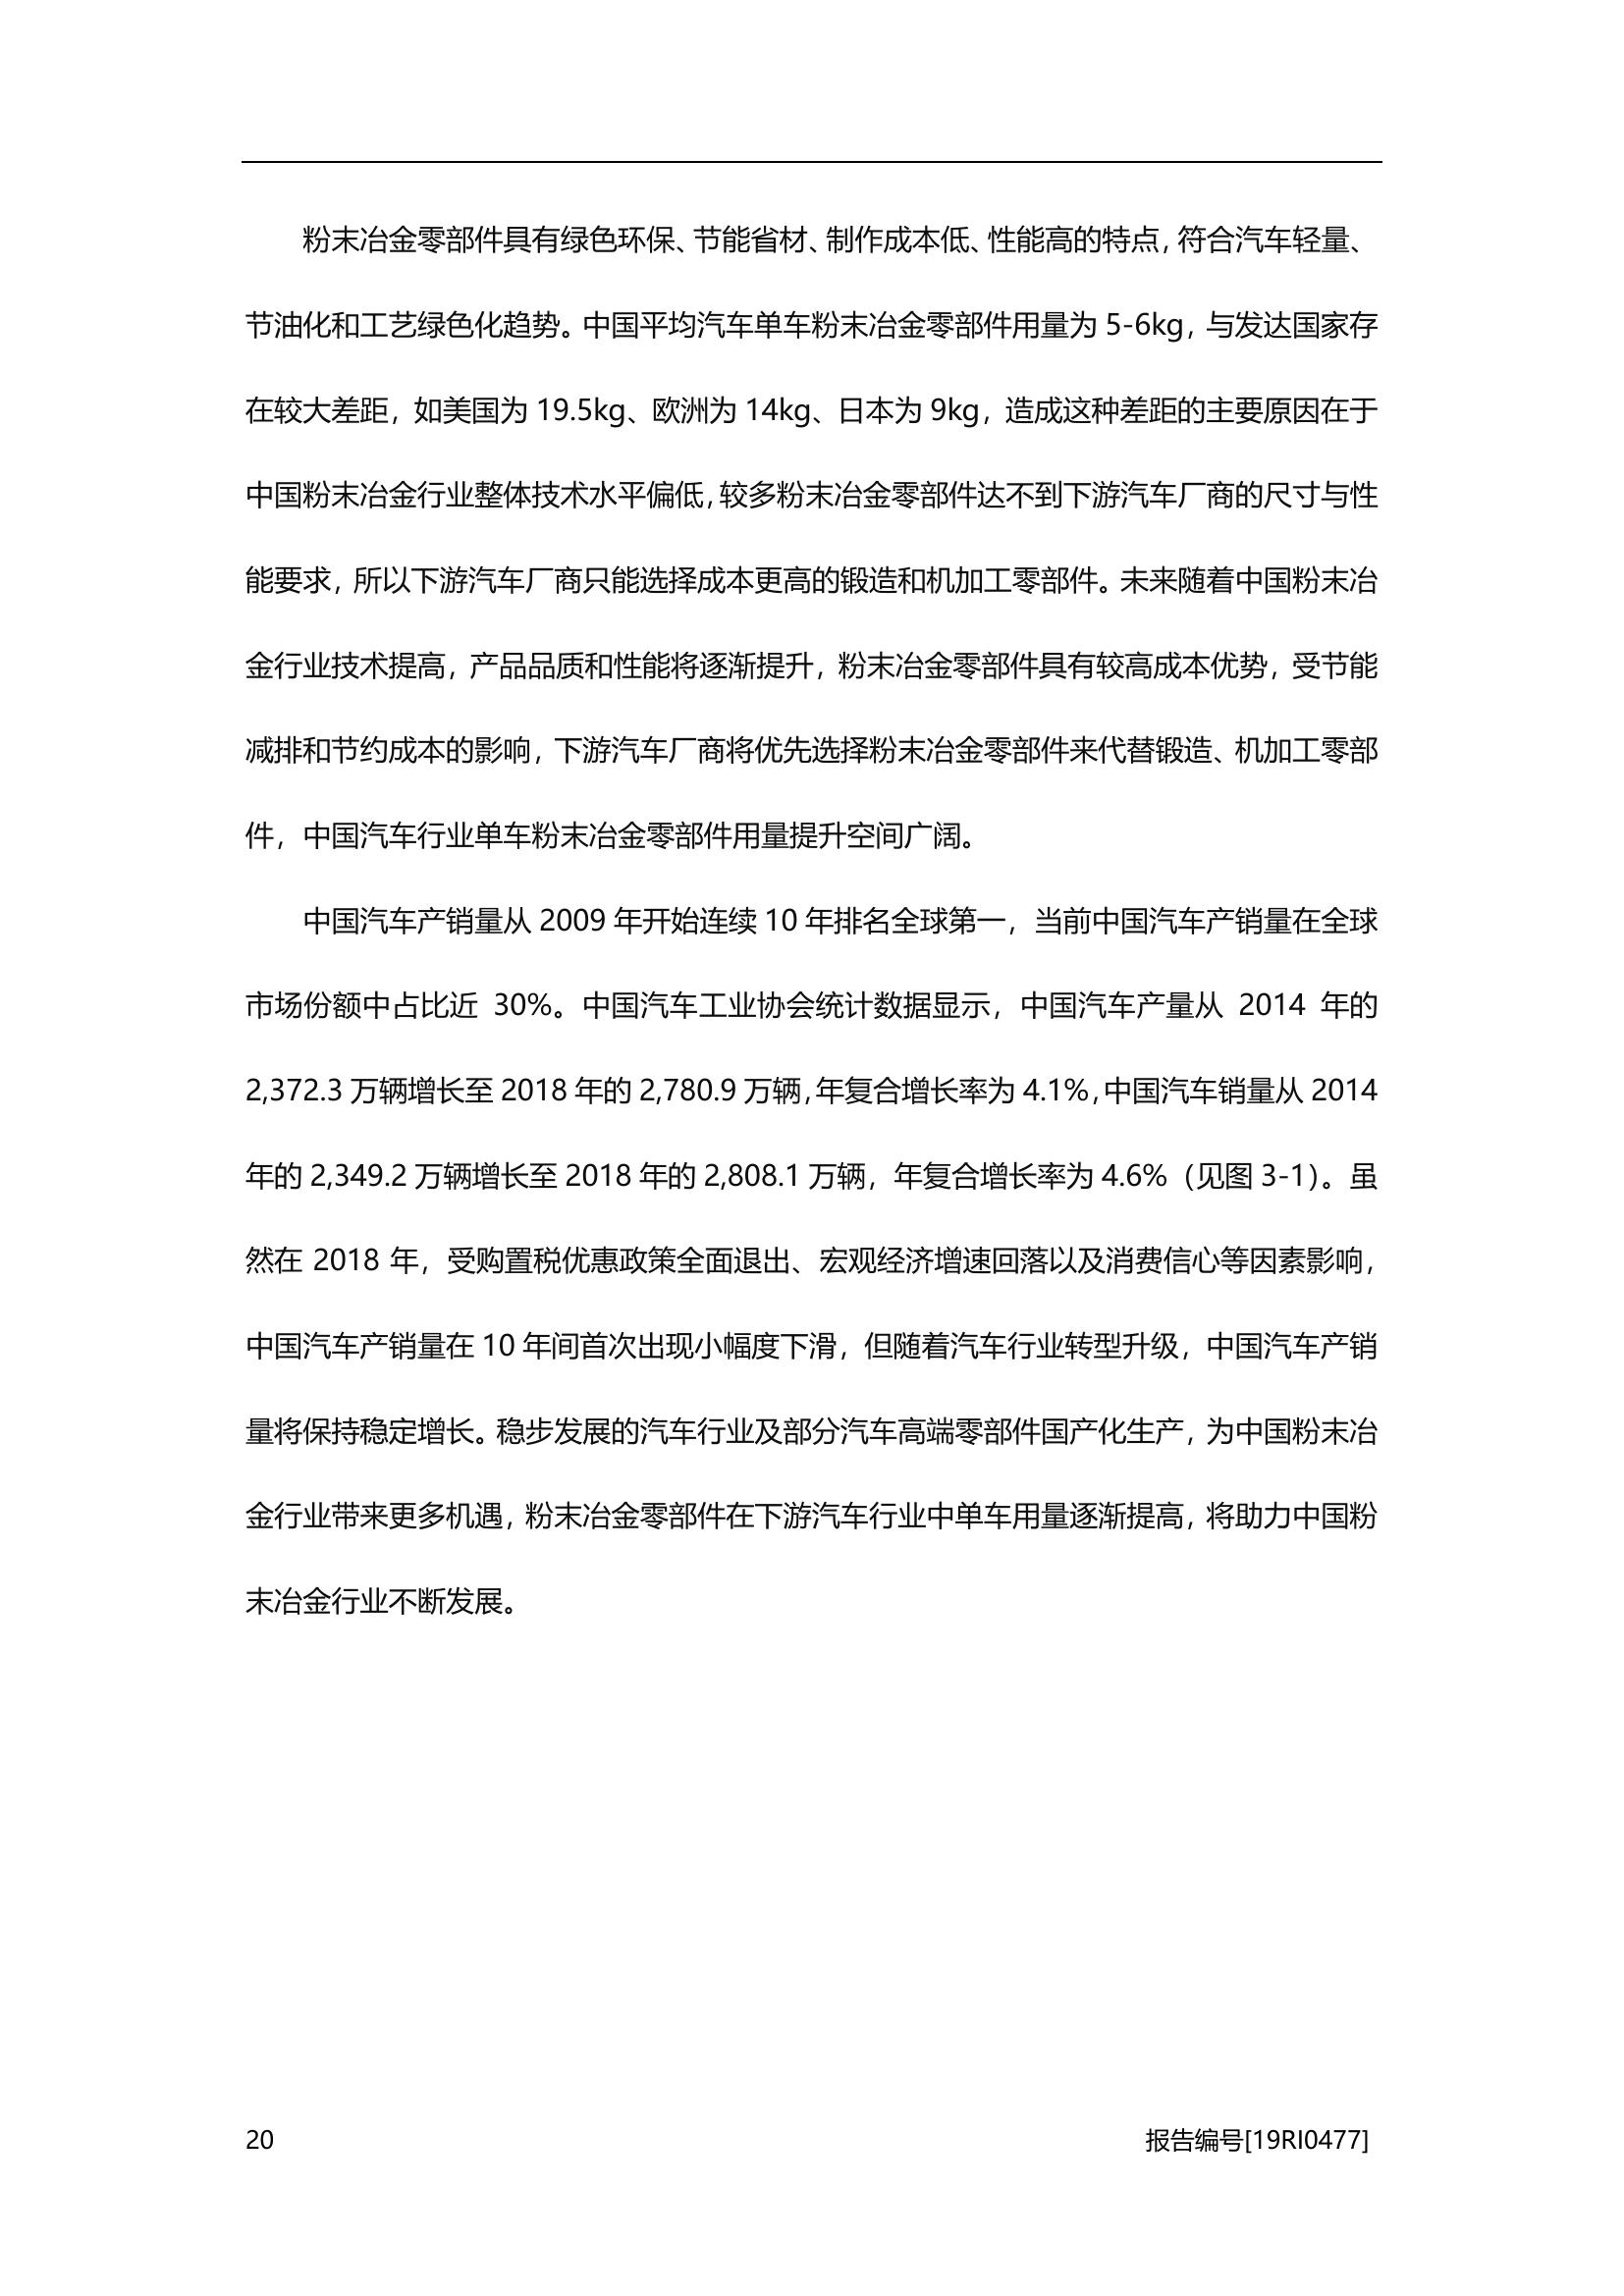 粉末冶金零部件具有绿色环保、节能省材、制作成本低、性能高的特点，符合汽车轻量、
节油化和工艺绿色化趋势。中国平均汽车单车粉末冶金零部件用量为 5-6kg，与发达国家存
在较大差距，如美国为 19.5kg、欧洲为 14kg、日本为 9kg，造成这种差距的主要原因在于
中国粉末冶金行业整体技术水平偏低，较多粉末冶金零部件达不到下游汽车厂商的尺寸与性
能要求，所以下游汽车厂商只能选择成本更高的锻造和机加工零部件。未来随着中国粉末冶
金行业技术提高，产品品质和性能将逐渐提升，粉末冶金零部件具有较高成本优势，受节能
减排和节约成本的影响，下游汽车厂商将优先选择粉末冶金零部件来代替锻造、机加工零部
件，中国汽车行业单车粉末冶金零部件用量提升空间广阔。
中国汽车产销量从 2009 年开始连续 10 年排名全球第一，当前中国汽车产销量在全球
市场份额中占比近 30%。中国汽车工业协会统计数据显示，中国汽车产量从 2014 年的
2,372.3 万辆增长至 2018 年的 2,780.9 万辆，年复合增长率为 4.1%，中国汽车销量从 2014
年的 2,349.2 万辆增长至 2018 年的 2,808.1 万辆，年复合增长率为 4.6%（见图 3-1）。虽
然在 2018 年，受购置税优惠政策全面退出、宏观经济增速回落以及消费信心等因素影响，
中国汽车产销量在 10 年间首次出现小幅度下滑，但随着汽车行业转型升级，中国汽车产销
量将保持稳定增长。稳步发展的汽车行业及部分汽车高端零部件国产化生产，为中国粉末冶
金行业带来更多机遇，粉末冶金零部件在下游汽车行业中单车用量逐渐提高，将助力中国粉
末冶金行业不断发展。
20 报告编号[19RI0477]